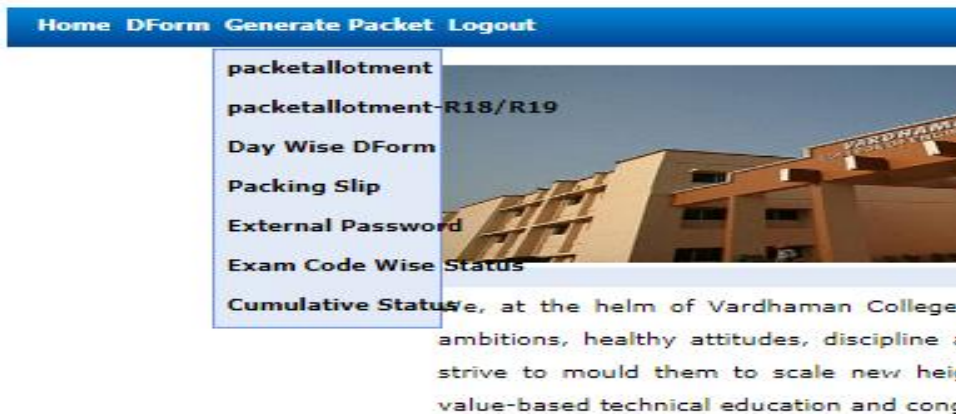 Home DForm Generate Packet Logout
packetallotment
packetallotment-R18/R19
Day Wise DForm
Packing Slip
External Password
Exam Code Wise Status
Cumulative Status
We, at the helm of Vardhaman College
ambitions, healthy attitudes, discipline
strive to mould them to scale new hei
value-based technical education and cong